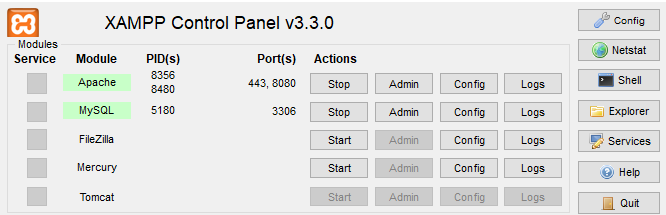 XAMPP Control Panel v3.3.0
Modules
Service Module PID(s) Port(s) Actions
Apache 8356 8480 443, 8080 Stop Admin Config Logs
MySQL 5180 3306 Stop Admin Config Logs
FileZilla Start Admin Config Logs
Mercury Start Admin Config Logs
Tomcat Start Admin Config Logs
Config
Netstat
Shell
Explorer
Services
Help
Quit